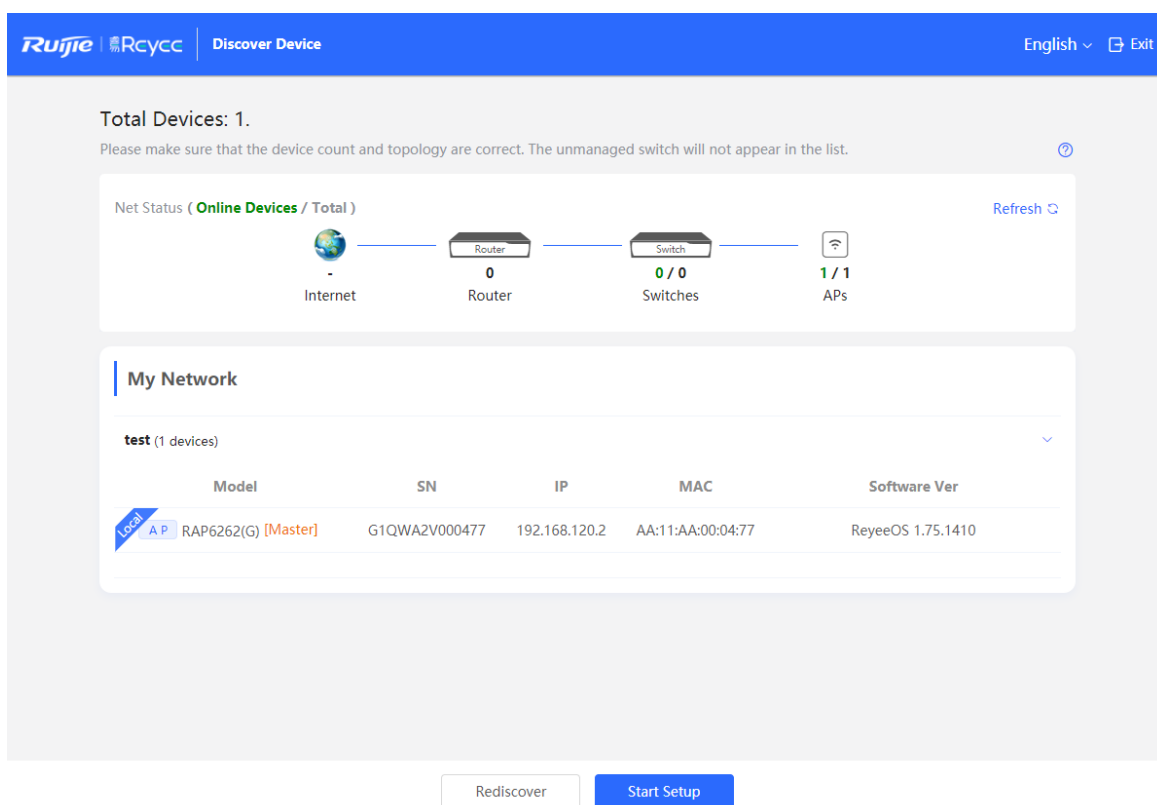 Ruijie | Reyee Discover Device English Exit
Total Devices: 1.
Please make sure that the device count and topology are correct. The unmanaged switch will not appear in the list.
Net Status ( Online Devices / Total ) Refresh
Router Switch
- 0 0 / 0 1 / 1
Internet Router Switches APs
My Network
test (1 devices)
Model SN IP MAC Software Ver
Local AP RAP6262(G) [Master] G1QWA2V000477 192.168.120.2 AA:11:AA:00:04:77 ReyeeOS 1.75.1410
Rediscover Start Setup